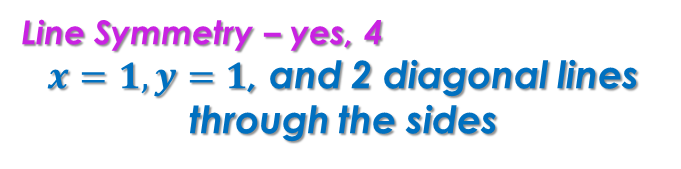 Line Symmetry – yes, 4
x = 1, y = 1, and 2 diagonal lines
through the sides